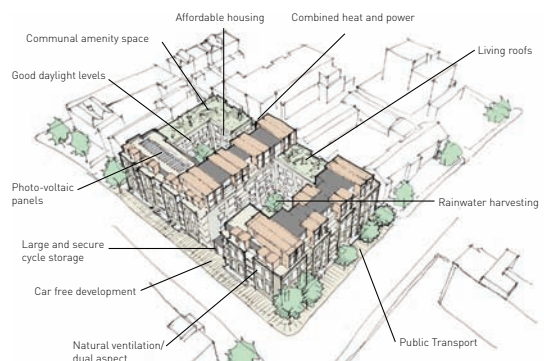 Affordable housing
Combined heat and power
Communal amenity space
Living roofs
Good daylight levels
Photo-voltaic
panels
Rainwater harvesting
Large and secure
cycle storage
Car free development
Public Transport
Natural ventilation/
dual aspect